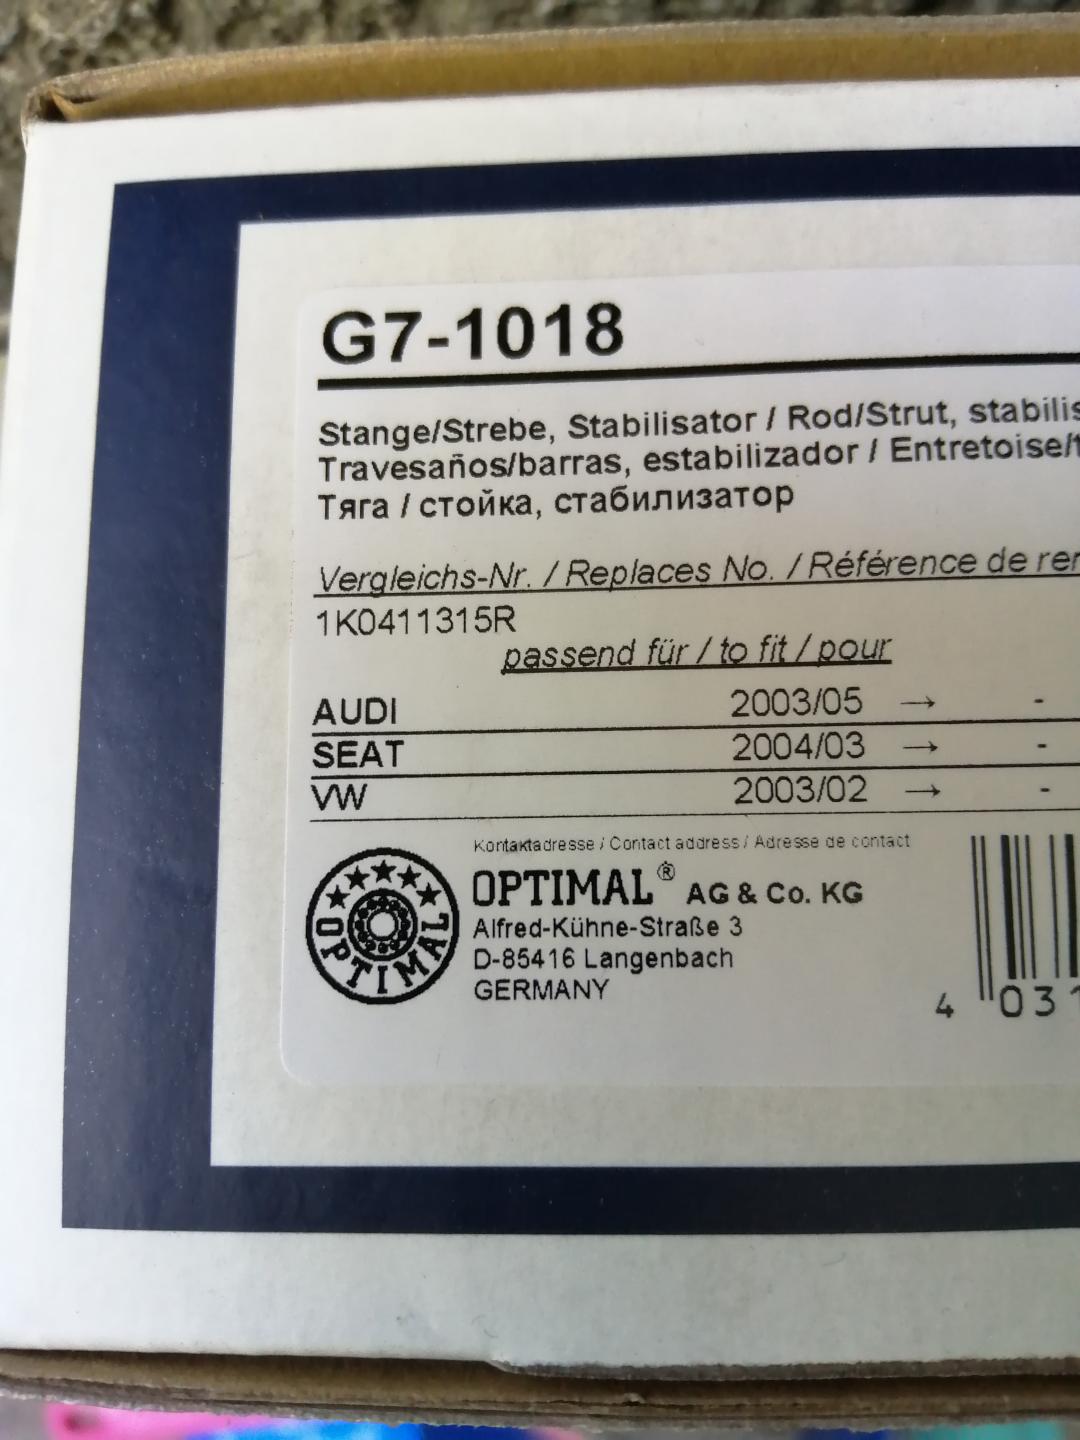 G7-1018
Stange/Strebe, Stabilisator / Rod/Strut, stabilis
Travesaños/barras, estabilizador / Entretoise/t
Тяга / стойка, стабилизатор
Vergleichs-Nr. / Replaces No. / Référence de rem
1K0411315R
passend für / to fit / pour
AUDI 2003/05 → -
SEAT 2004/03 → -
VW 2003/02 → -
Kontaktadresse / Contact address / Adresse de contact
OPTIMAL® AG & Co. KG
Alfred-Kühne-Straße 3
D-85416 Langenbach
GERMANY
OPTIMAL
4 031